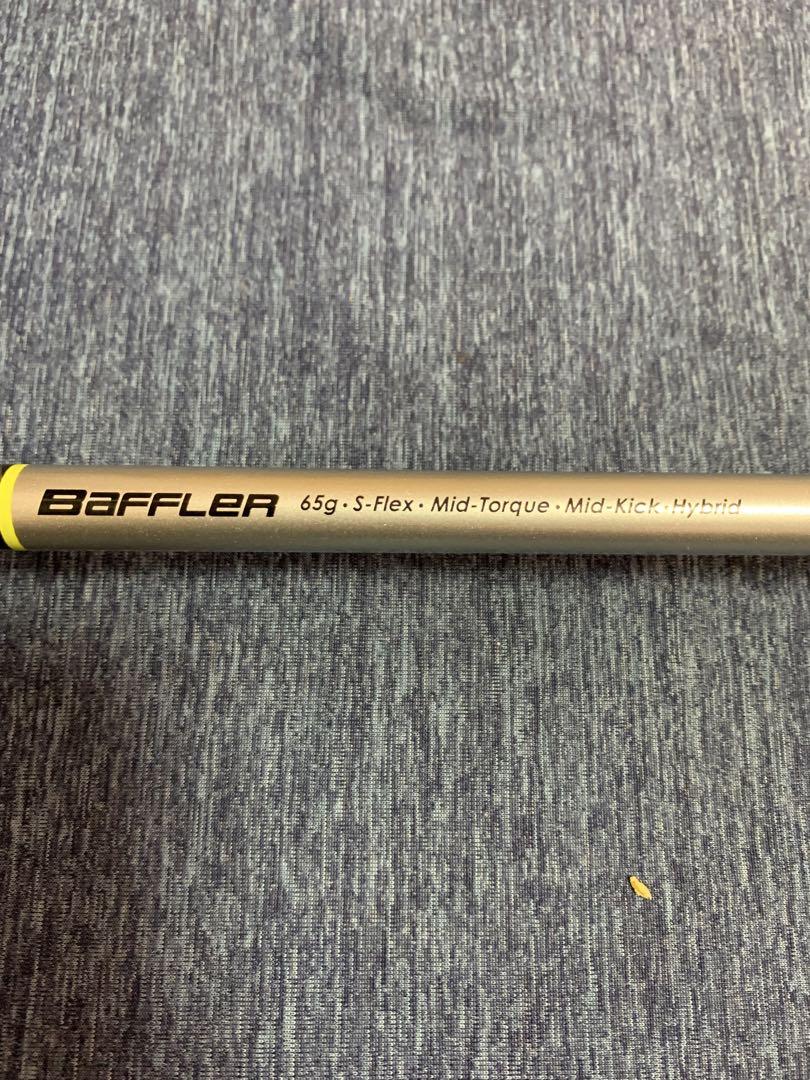 BaFFLER 65g • S-Flex • Mid-Torque • Mid-Kick • Hybrid